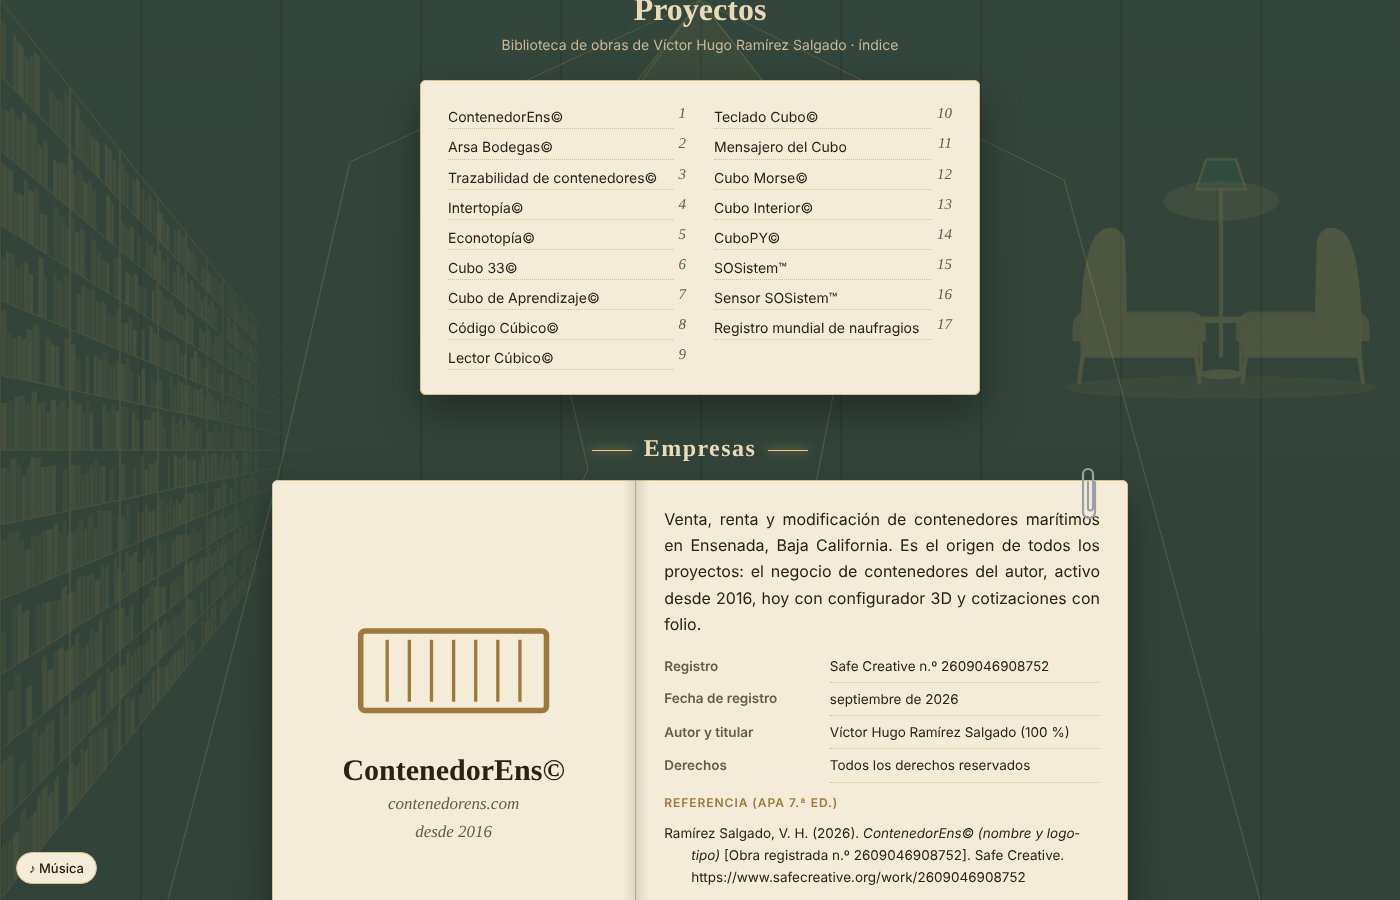 Proyectos
Biblioteca de obras de Víctor Hugo Ramírez Salgado · índice
ContenedorEns© 1
Arsa Bodegas© 2
Trazabilidad de contenedores© 3
Intertopía© 4
Econotopía© 5
Cubo 33© 6
Cubo de Aprendizaje© 7
Código Cúbico© 8
Lector Cúbico© 9
Teclado Cubo© 10
Mensajero del Cubo 11
Cubo Morse© 12
Cubo Interior© 13
CuboPY© 14
SOSistem™ 15
Sensor SOSistem™ 16
Registro mundial de naufragios 17
Empresas
ContenedorEns©
contenedorens.com
desde 2016
Venta, renta y modificación de contenedores marítimos
en Ensenada, Baja California. Es el origen de todos los
proyectos: el negocio de contenedores del autor, activo
desde 2016, hoy con configurador 3D y cotizaciones con
folio.
Registro Safe Creative n.º 2609046908752
Fecha de registro septiembre de 2026
Autor y titular Víctor Hugo Ramírez Salgado (100 %)
Derechos Todos los derechos reservados
REFERENCIA (APA 7.ª ED.)
Ramírez Salgado, V. H. (2026). ContenedorEns© (nombre y logo-
tipo) [Obra registrada n.º 2609046908752]. Safe Creative.
https://www.safecreative.org/work/2609046908752
♪ Música